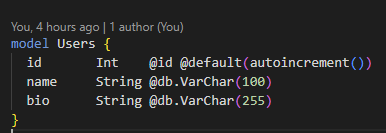 You, 4 hours ago | 1 author (You)
model Users {
  id      Int    @id @default(autoincrement())
  name    String @db.VarChar(100)
  bio     String @db.VarChar(255)
}